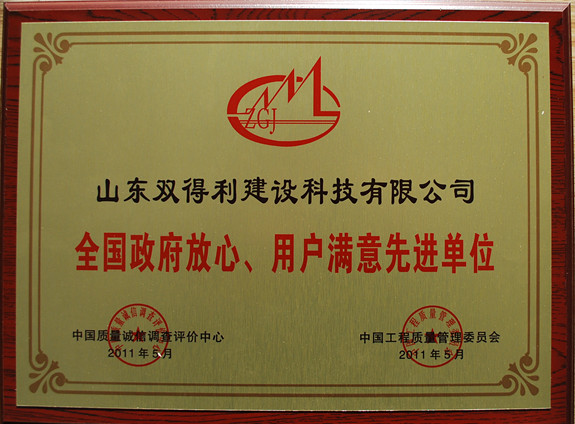 ZGJ
山东双得利建设科技有限公司
全国政府放心、用户满意先进单位
中国质量诚信调查评价中心
2011年5月
中国工程质量管理委员会
2011年5月